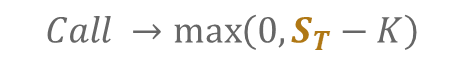 Call → max(0, S_T − K)